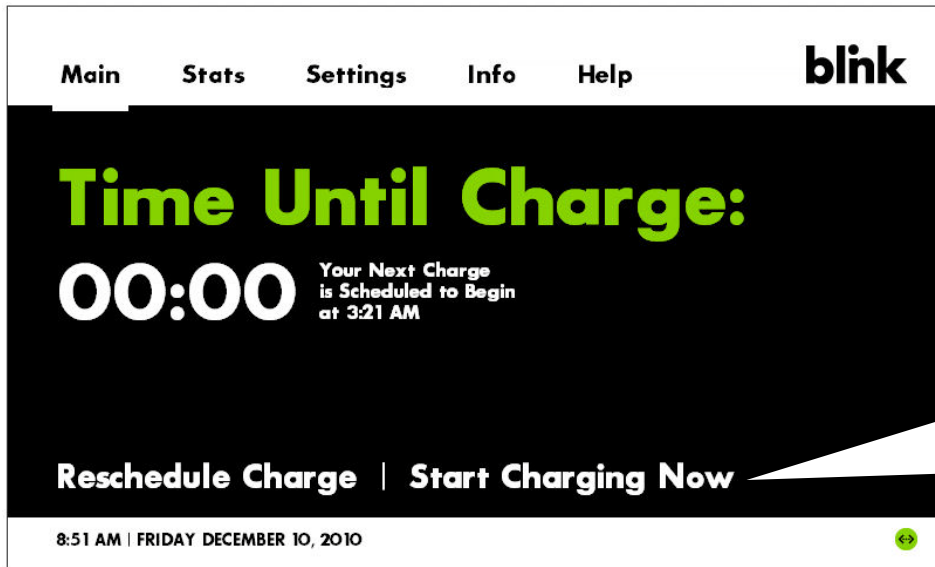 Main Stats Settings Info Help blink
Time Until Charge:
00:00
Your Next Charge
is Scheduled to Begin
at 3:21 AM
Reschedule Charge | Start Charging Now
8:51 AM | FRIDAY DECEMBER 10, 2010